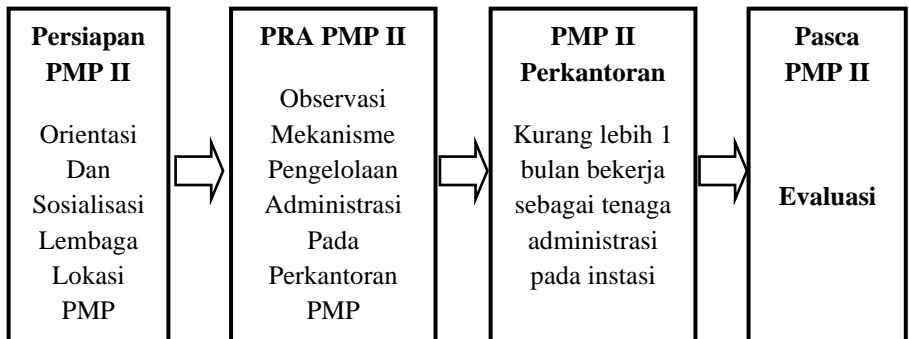 Persiapan
PMP II
Orientasi
Dan
Sosialisasi
Lembaga
Lokasi
PMP
PRA PMP II
Observasi
Mekanisme
Pengelolaan
Administrasi
Pada
Perkantoran
PMP
PMP II
Perkantoran
Kurang lebih 1
bulan bekerja
sebagai tenaga
administrasi
pada instasi
Pasca
PMP II
Evaluasi